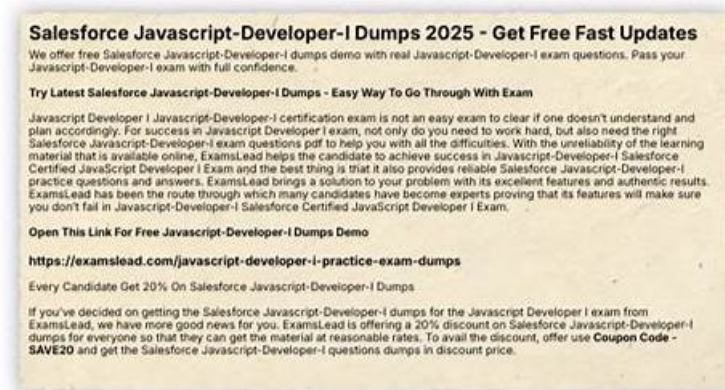 Salesforce Javascript-Developer-I Dumps 2025 - Get Free Fast Updates
We offer free Salesforce Javascript-Developer-I dumps demo with real Javascript-Developer-I exam questions. Pass your
Javascript-Developer-I exam with full confidence.
Try Latest Salesforce Javascript-Developer-I Dumps - Easy Way To Go Through With Exam
Javascript Developer I Javascript-Developer-I certification exam is not an easy exam to clear if one doesn't understand and
plan accordingly. For success in Javascript Developer I exam, not only do you need to work hard, but also need the right
Salesforce Javascript-Developer-I exam questions pdf to help you with all the difficulties. With the unreliability of the learning
material that is available online, ExamsLead helps the candidate to achieve success in Javascript-Developer-I Salesforce
Certified JavaScript Developer I Exam and the best thing is that it also provides reliable Salesforce Javascript-Developer-I
practice questions and answers. ExamsLead brings a solution to your problem with its excellent features and authentic results.
ExamsLead has been the route through which many candidates have become experts proving that its features will make sure
you don't fail in Javascript-Developer-I Salesforce Certified JavaScript Developer I Exam.
Open This Link For Free Javascript-Developer-I Dumps Demo
https://examslead.com/javascript-developer-i-practice-exam-dumps
Every Candidate Get 20% On Salesforce Javascript-Developer-I Dumps
If you've decided on getting the Salesforce Javascript-Developer-I dumps for the Javascript Developer I exam from
ExamsLead, we have more good news for you. ExamsLead is offering a 20% discount on Salesforce Javascript-Developer-I
dumps for everyone so that they can get the material at reasonable rates. To avail the discount, offer use Coupon Code -
SAVE20 and get the Salesforce Javascript-Developer-I questions dumps in discount price.